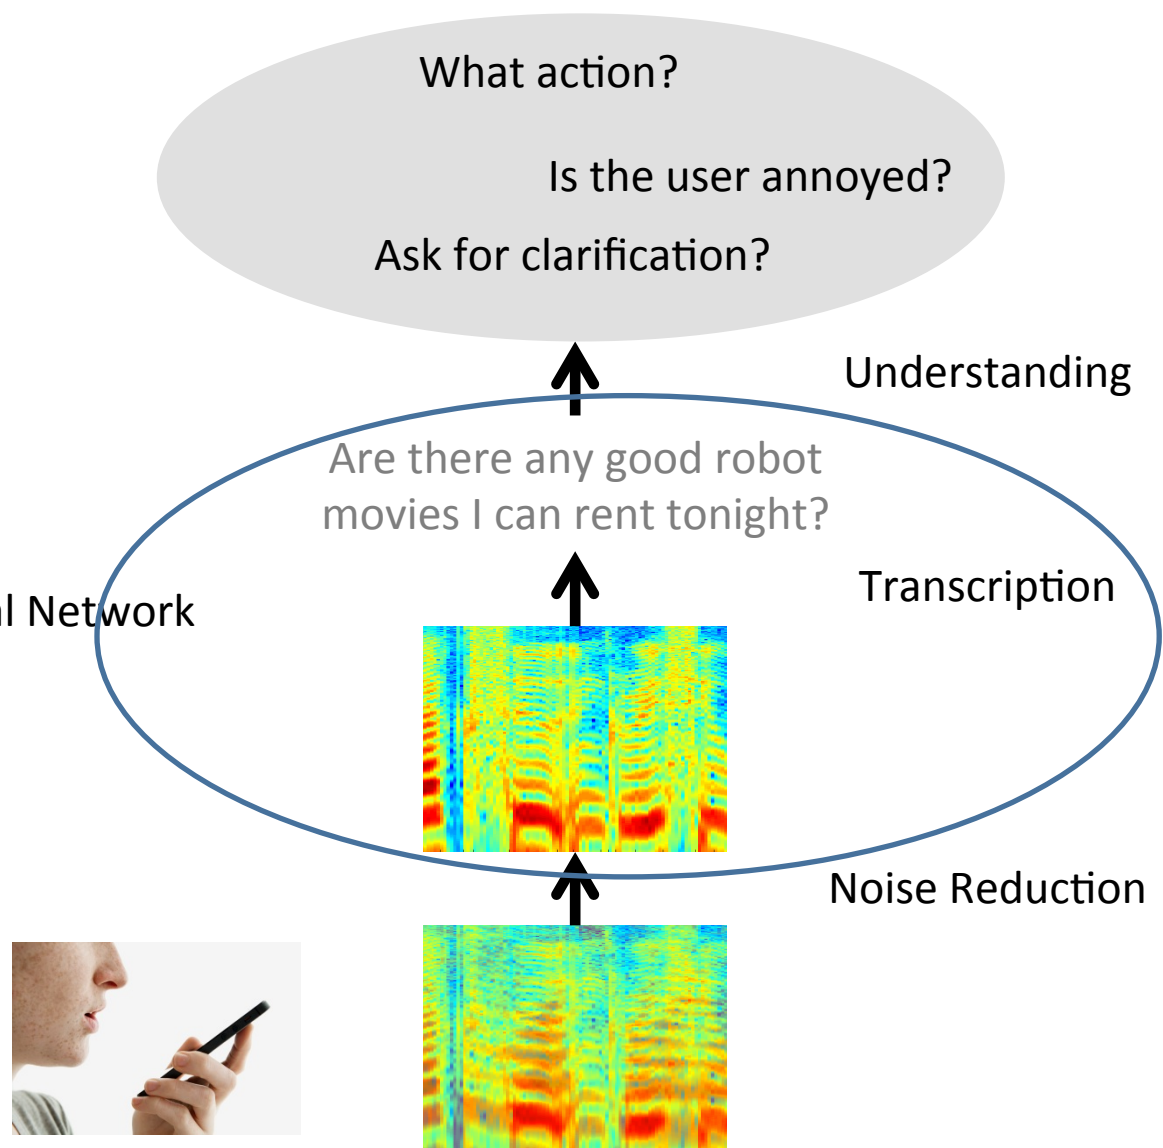 What action?
Is the user annoyed?
Ask for clarification?
Understanding
Are there any good robot
movies I can rent tonight?
Transcription
Network
Noise Reduction